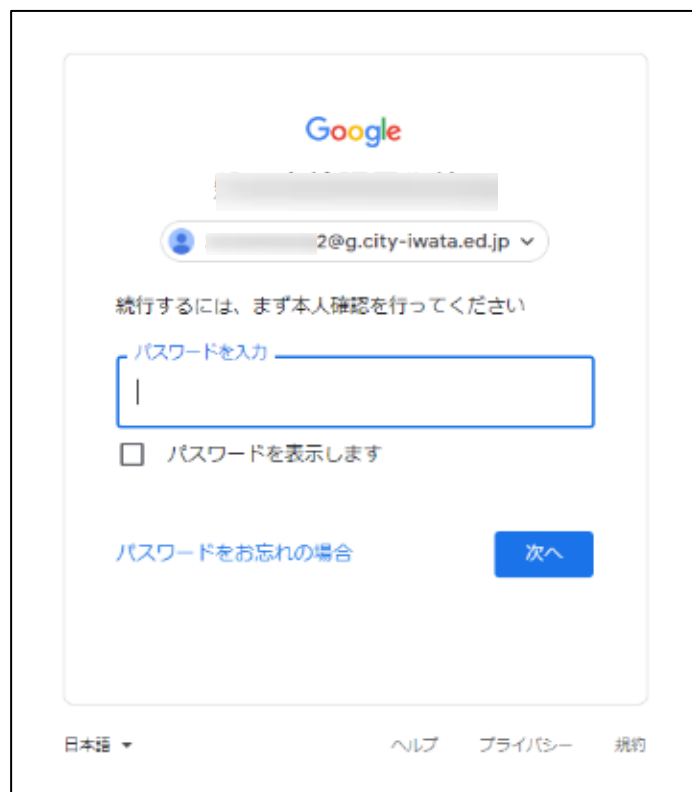 Google
2@g.city-iwata.ed.jp
続行するには、まず本人確認を行ってください
パスワードを入力
パスワードを表示します
パスワードをお忘れの場合 次へ
日本語 ヘルプ プライバシー 規約